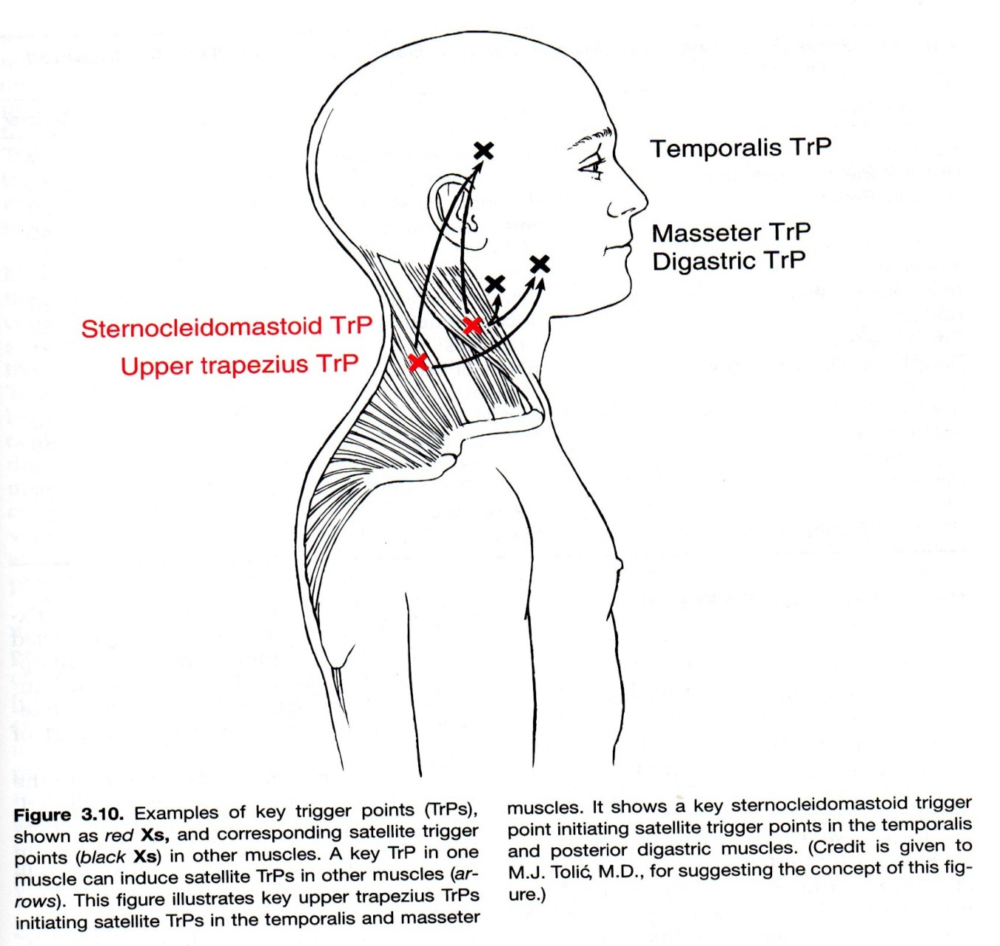 Temporalis TrP
Masseter TrP
Digastric TrP
Sternocleidomastoid TrP
Upper trapezius TrP
Figure 3.10. Examples of key trigger points (TrPs),
shown as red Xs, and corresponding satellite trigger
points (black Xs) in other muscles. A key TrP in one
muscle can induce satellite TrPs in other muscles (ar-
rows). This figure illustrates key upper trapezius TrPs
initiating satellite TrPs in the temporalis and masseter
muscles. It shows a key sternocleidomastoid trigger
point initiating satellite trigger points in the temporalis
and posterior digastric muscles. (Credit is given to
M.J. Tolić, M.D., for suggesting the concept of this fig-
ure.)